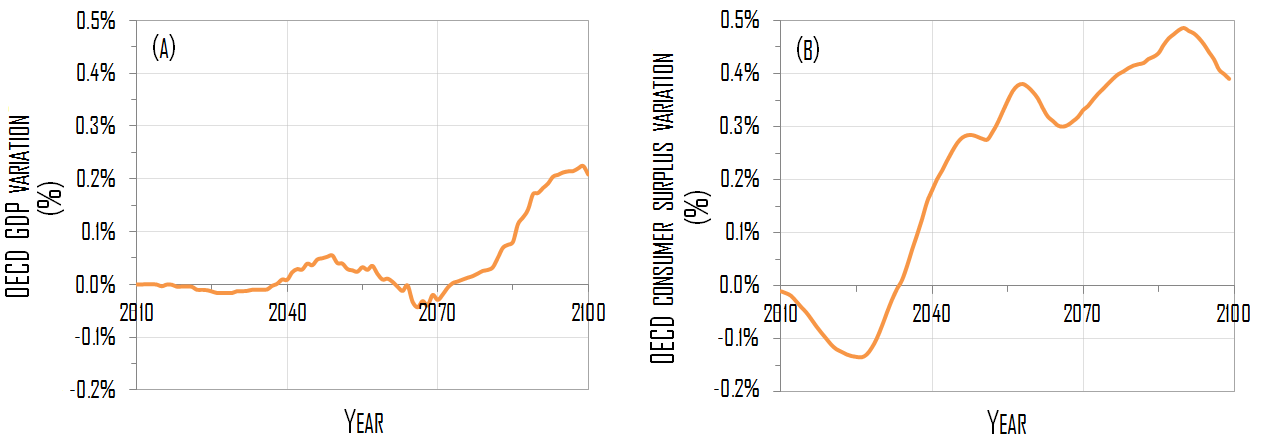 (A)
OECD GDP VARIATION
(%)
0.5%
0.4%
0.3%
0.2%
0.1%
0.0%
-0.1%
-0.2%
2010 2040 2070 2100
YEAR
(B)
OECD CONSUMER SURPLUS VARIATION
(%)
0.5%
0.4%
0.3%
0.2%
0.1%
0.0%
-0.1%
-0.2%
2010 2040 2070 2100
YEAR